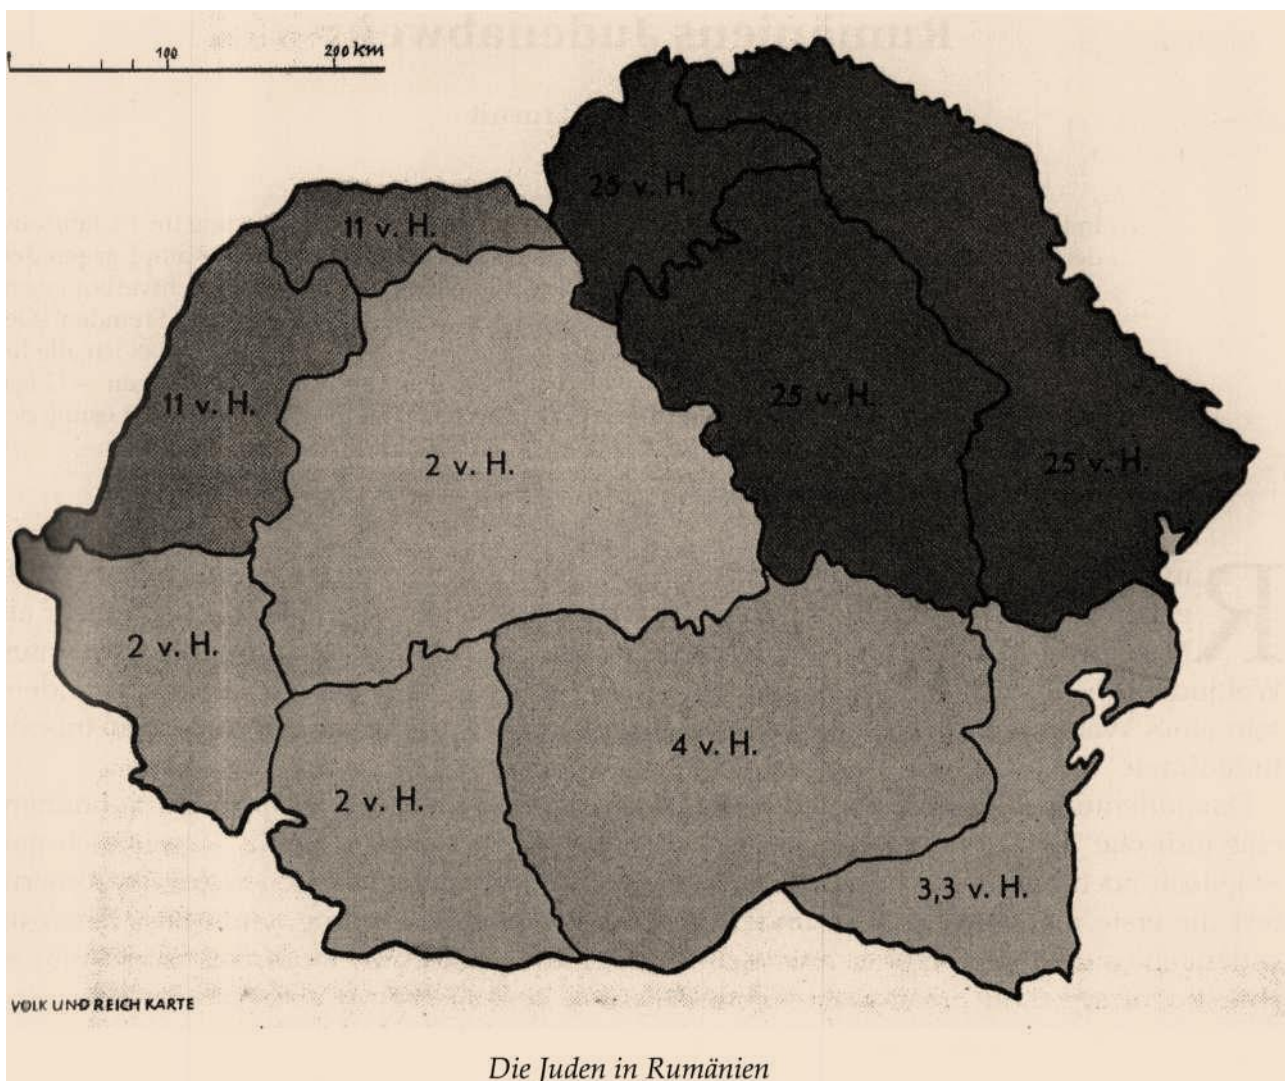 100 200 km
25 v. H.
11 v. H.
11 v. H.
25 v. H.
2 v. H.
25 v. H.
2 v. H.
4 v. H.
2 v. H.
3,3 v. H.
VOLK UND REICH KARTE
Die Juden in Rumänien